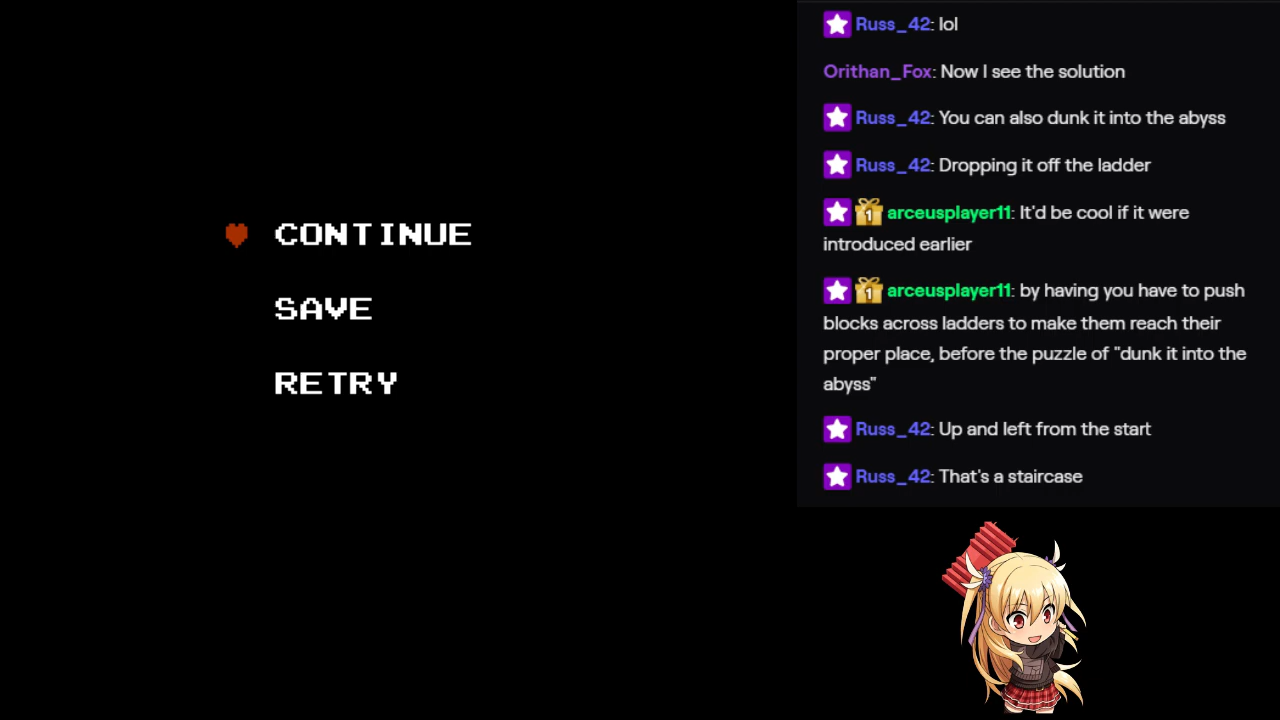 CONTINUE
SAVE
RETRY
Russ_42: lol
Orithan_Fox: Now I see the solution
Russ_42: You can also dunk it into the abyss
Russ_42: Dropping it off the ladder
1 arceusplayer11: It'd be cool if it were
introduced earlier
1 arceusplayer11: by having you have to push
blocks across ladders to make them reach their
proper place, before the puzzle of "dunk it into the
abyss"
Russ_42: Up and left from the start
Russ_42: That's a staircase